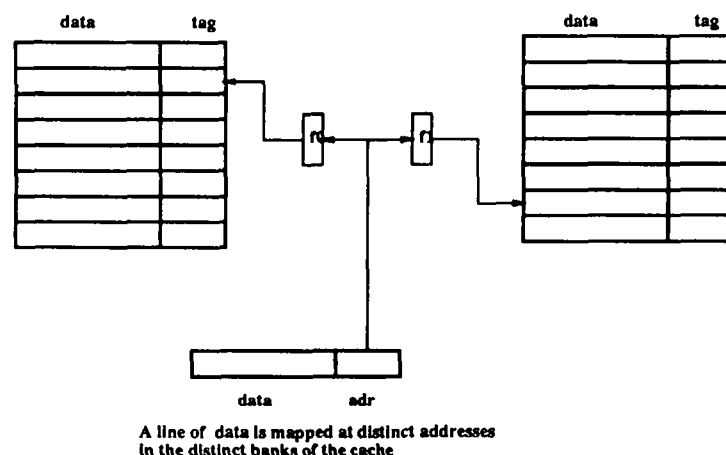 data tag
data tag
f0 f1
data adr
A line of data is mapped at distinct addresses
in the distinct banks of the cache